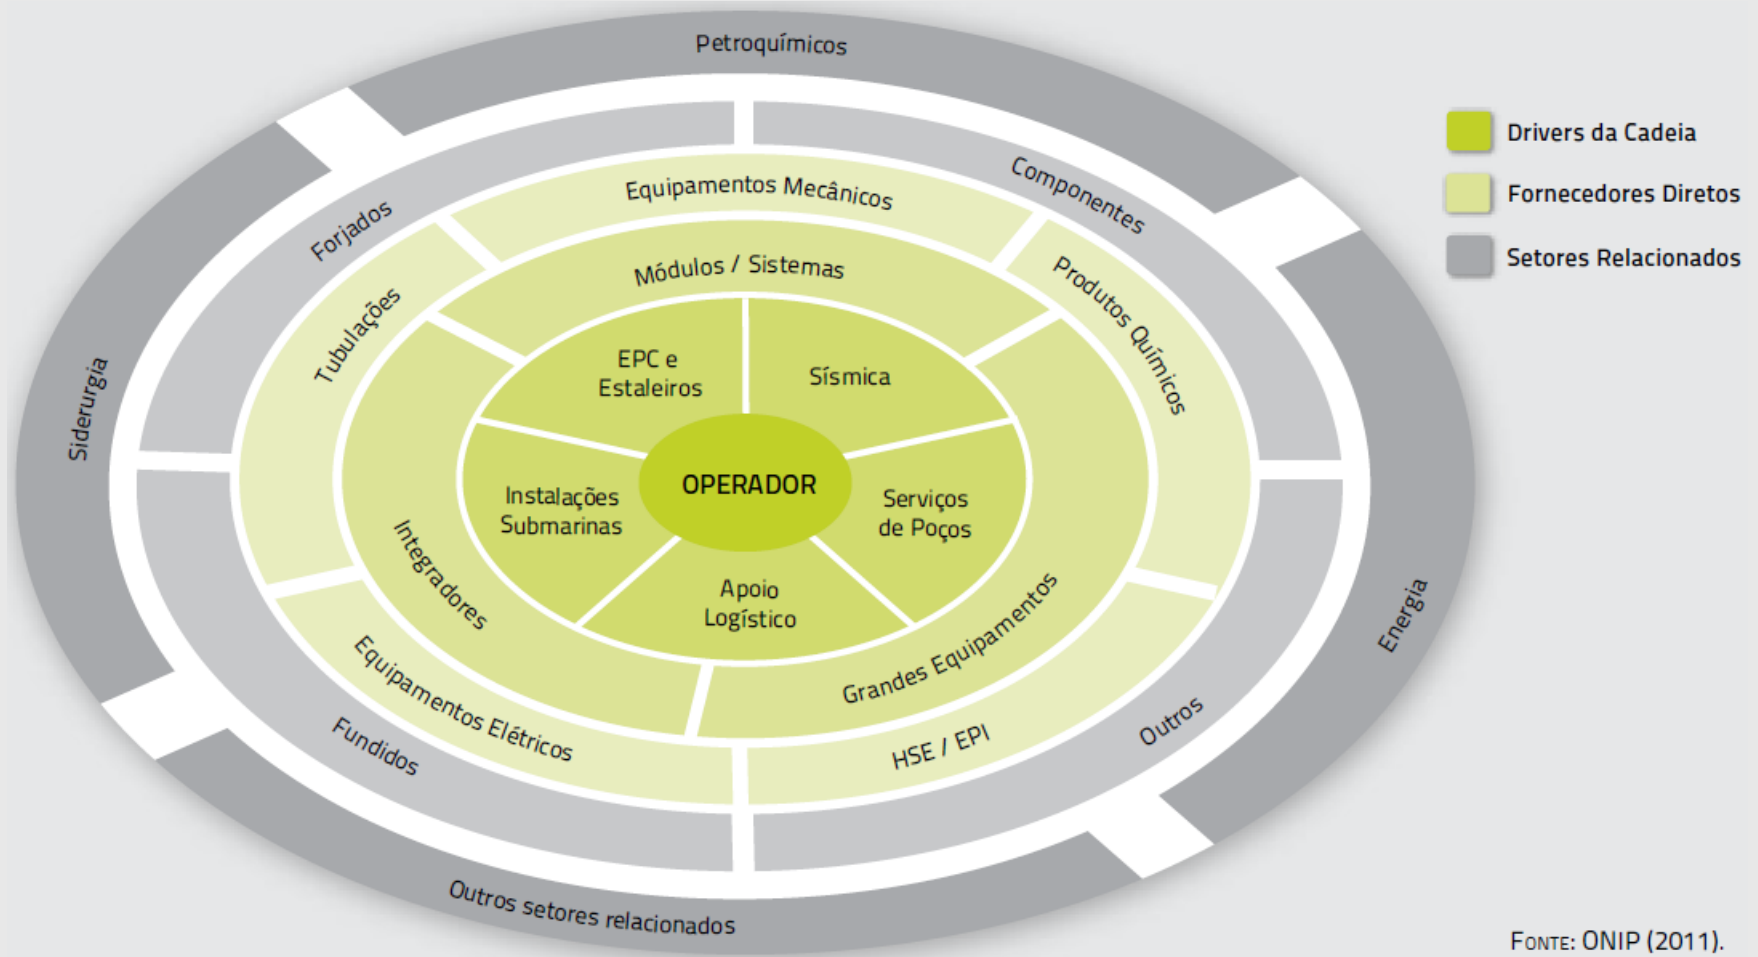 Petroquímicos
Componentes
Forjados
Equipamentos Mecânicos
Produtos Químicos
Tubulações
Módulos / Sistemas
EPC e
Estaleiros
Sísmica
Siderurgia
OPERADOR
Instalações
Submarinas
Serviços
de Poços
Apoio
Logístico
Integradores
Grandes Equipamentos
Energia
Equipamentos Elétricos
HSE / EPI
Fundidos
Outros
Outros setores relacionados
Drivers da Cadeia
Fornecedores Diretos
Setores Relacionados
Fonte: ONIP (2011).